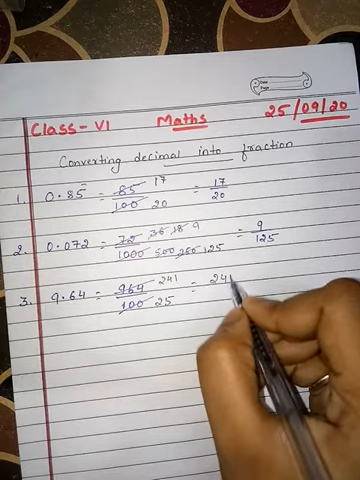 Date
Page
25/09/20
Class-VI Maths
Converting decimal into fraction
1. 0.85 = 85/100 17/20 = 17/20
2. 0.072 = 72/1000 36/500 18/250 9/125 = 9/125
3. 9.64 = 964/100 241/25 = 241